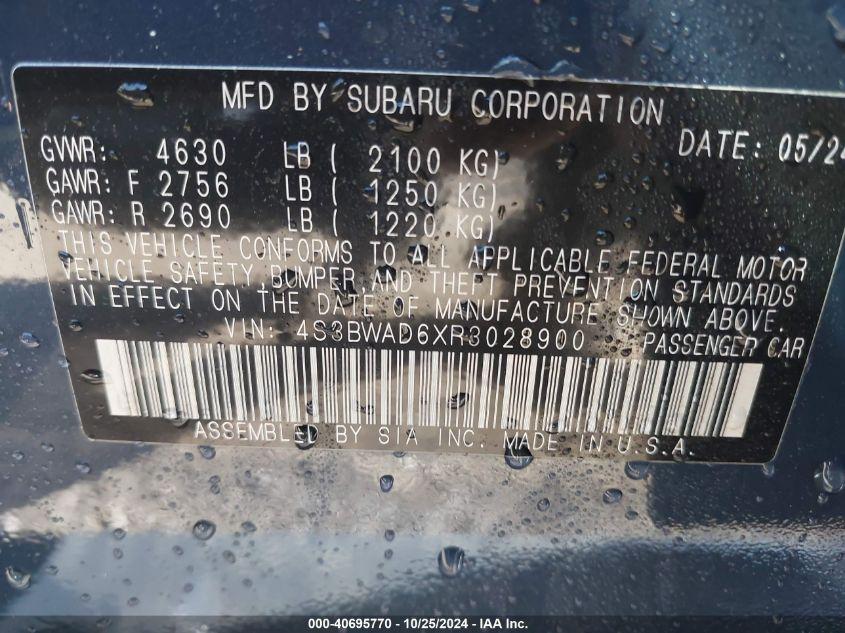 MFD BY SUBARU CORPORATION
DATE: 05/24
GVWR: 4630 LB ( 2100 KG)
GAWR: F 2756 LB ( 1250 KG)
GAWR: R 2690 LB ( 1220 KG)
THIS VEHICLE CONFORMS TO ALL APPLICABLE FEDERAL MOTOR
VEHICLE SAFETY, BUMPER, AND THEFT PREVENTION STANDARDS
IN EFFECT ON THE DATE OF MANUFACTURE SHOWN ABOVE.
VIN: 4S3BWAD6XR3028900 PASSENGER CAR
ASSEMBLED BY SIA INC. MADE IN U.S.A.
000-40695770 - 10/25/2024 - IAA Inc.